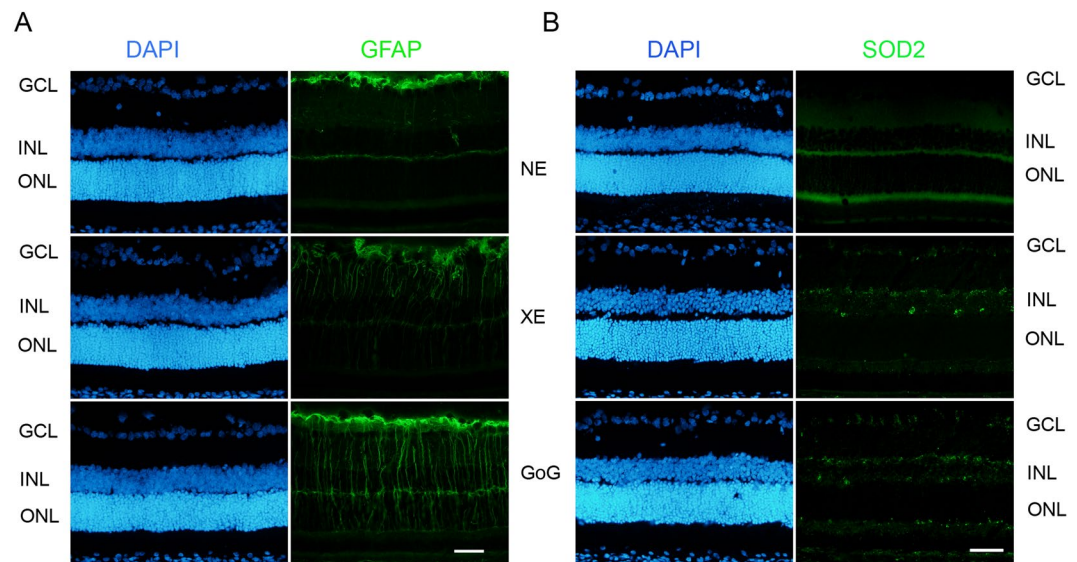 A
B
DAPI
GFAP
DAPI
SOD2
GCL
INL
ONL
NE
GCL
INL
ONL
GCL
INL
ONL
XE
GCL
INL
ONL
GCL
INL
ONL
GoG
GCL
INL
ONL